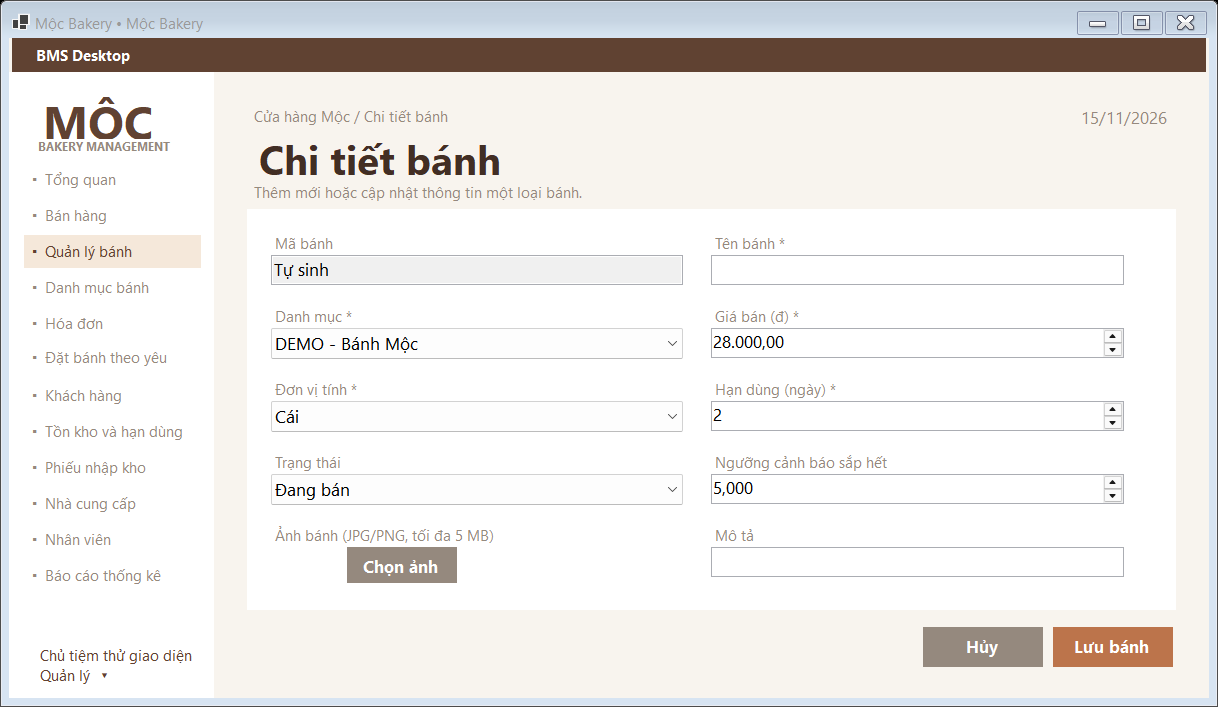 Mộc Bakery • Mộc Bakery
BMS Desktop
MỘC
BAKERY MANAGEMENT
Tổng quan
Bán hàng
Quản lý bánh
Danh mục bánh
Hóa đơn
Đặt bánh theo yêu
Khách hàng
Tồn kho và hạn dùng
Phiếu nhập kho
Nhà cung cấp
Nhân viên
Báo cáo thống kê
Chủ tiệm thử giao diện
Quản lý
Cửa hàng Mộc / Chi tiết bánh
15/11/2026
Chi tiết bánh
Thêm mới hoặc cập nhật thông tin một loại bánh.
Mã bánh
Tự sinh
Tên bánh *
Danh mục *
DEMO - Bánh Mộc
Giá bán (đ) *
28.000,00
Đơn vị tính *
Cái
Hạn dùng (ngày) *
2
Trạng thái
Đang bán
Ngưỡng cảnh báo sắp hết
5,000
Ảnh bánh (JPG/PNG, tối đa 5 MB)
Chọn ảnh
Mô tả
Hủy
Lưu bánh